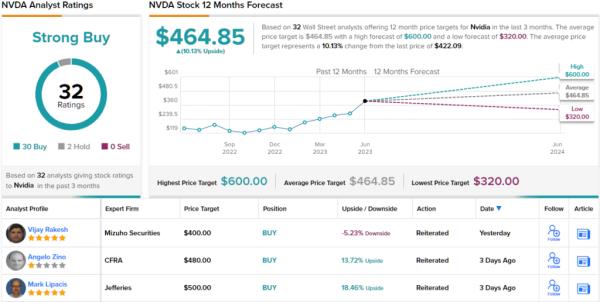 NVDA Analyst Ratings
Strong Buy
32
Ratings
30 Buy 2 Hold 0 Sell
Based on 32 analysts giving stock ratings
to Nvidia in the past 3 months
NVDA Stock 12 Months Forecast
$464.85
▲(10.13% Upside)
Based on 32 Wall Street analysts offering 12 month price targets for Nvidia in the last 3 months. The average
price target is $464.85 with a high forecast of $600.00 and a low forecast of $320.00. The average
price target represents a 10.13% change from the last price of $422.09.
Past 12 Months 12 Months Forecast
$601
$480.5
$360
$239.5
$119
Sep
2022
Dec
2022
Mar
2023
Jun
2023
Jun
2024
High
$600.00
Average
$464.85
Low
$320.00
Highest Price Target $600.00 Average Price Target $464.85 Lowest Price Target $320.00
Analyst Profile Expert Firm Price Target Position Upside / Downside Action Date ▼ Follow Article
Vijay Rakesh Mizuho Securities $400.00 BUY -5.23% Downside Reiterated Yesterday Follow
Angelo Zino CFRA $480.00 BUY 13.72% Upside Reiterated 3 Days Ago Follow
Mark Lipacis Jefferies $500.00 BUY 18.46% Upside Reiterated 3 Days Ago Follow